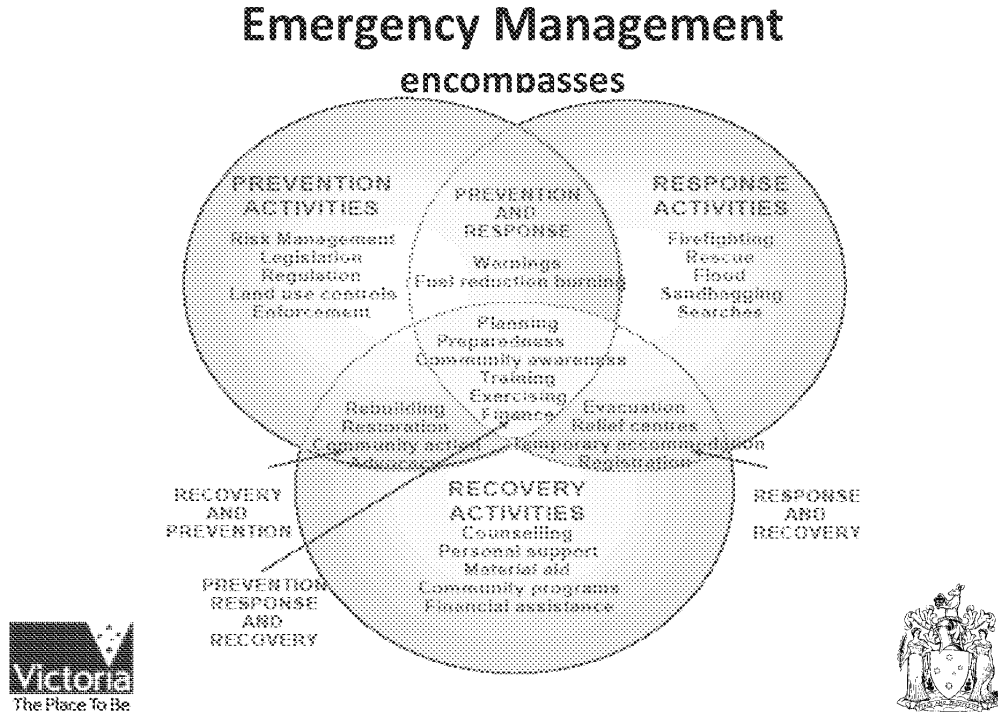 Emergency Management
encompasses
PREVENTION
ACTIVITIES
Risk Management
Legislation
Regulation
Land use controls
Enforcement
PREVENTION
AND
RESPONSE
Warnings
Fuel reduction burning
RESPONSE
ACTIVITIES
Firefighting
Rescue
Flood
Sandbagging
Searches
Planning
Preparedness
Community awareness
Training
Exercising
Finance
Rebuilding
Restoration
Community action
Advocacy
Evacuation
Relief centres
Temporary accommodation
Registration
RECOVERY
ACTIVITIES
Counselling
Personal support
Material aid
Community programs
Financial assistance
RECOVERY
AND
PREVENTION
RESPONSE
AND
RECOVERY
PREVENTION
RESPONSE
AND
RECOVERY
Victoria
The Place To Be